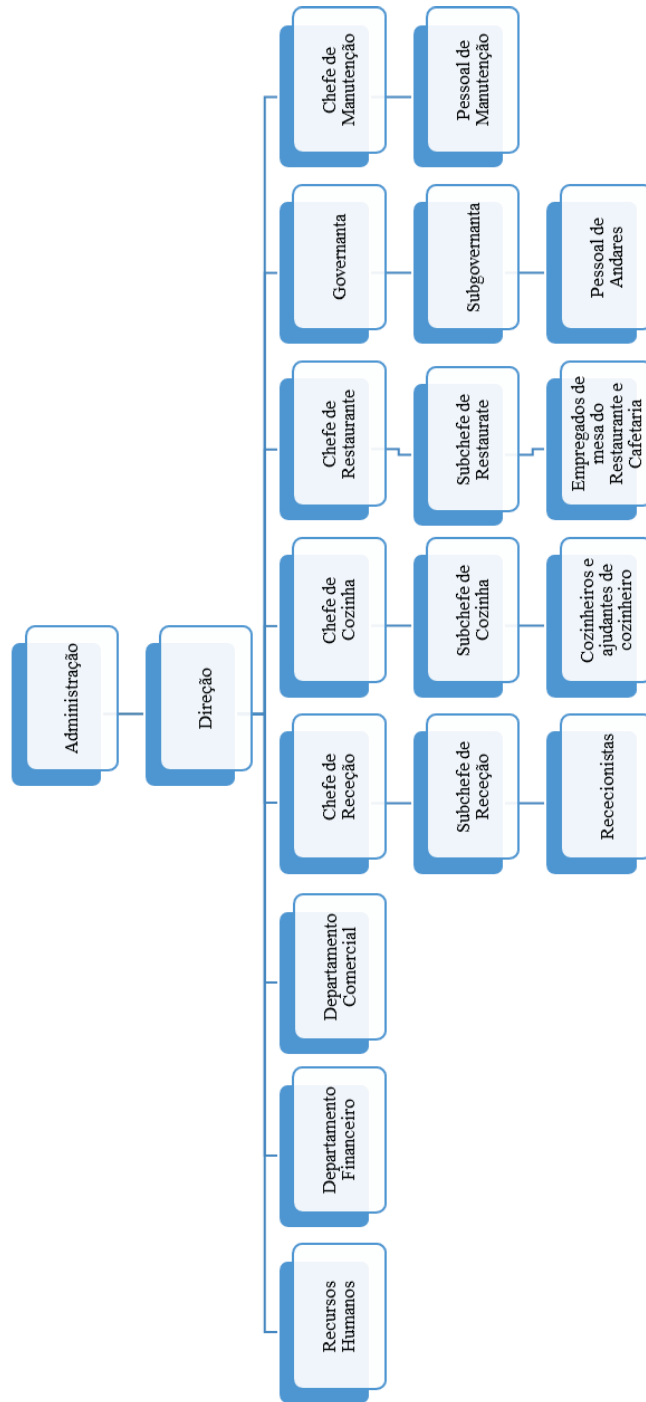 Administração
Direção
Recursos
Humanos
Departamento
Financeiro
Departamento
Comercial
Chefe de
Receção
Chefe de
Cozinha
Chefe de
Restaurante
Governanta
Chefe de
Manutenção
Subchefe de
Receção
Subchefe de
Cozinha
Subchefe de
Restaurate
Subgovernanta
Pessoal de
Manutenção
Rececionistas
Cozinheiros e
ajudantes de
cozinheiro
Empregados de
mesa do
Restaurante e
Cafetaria
Pessoal de
Andares